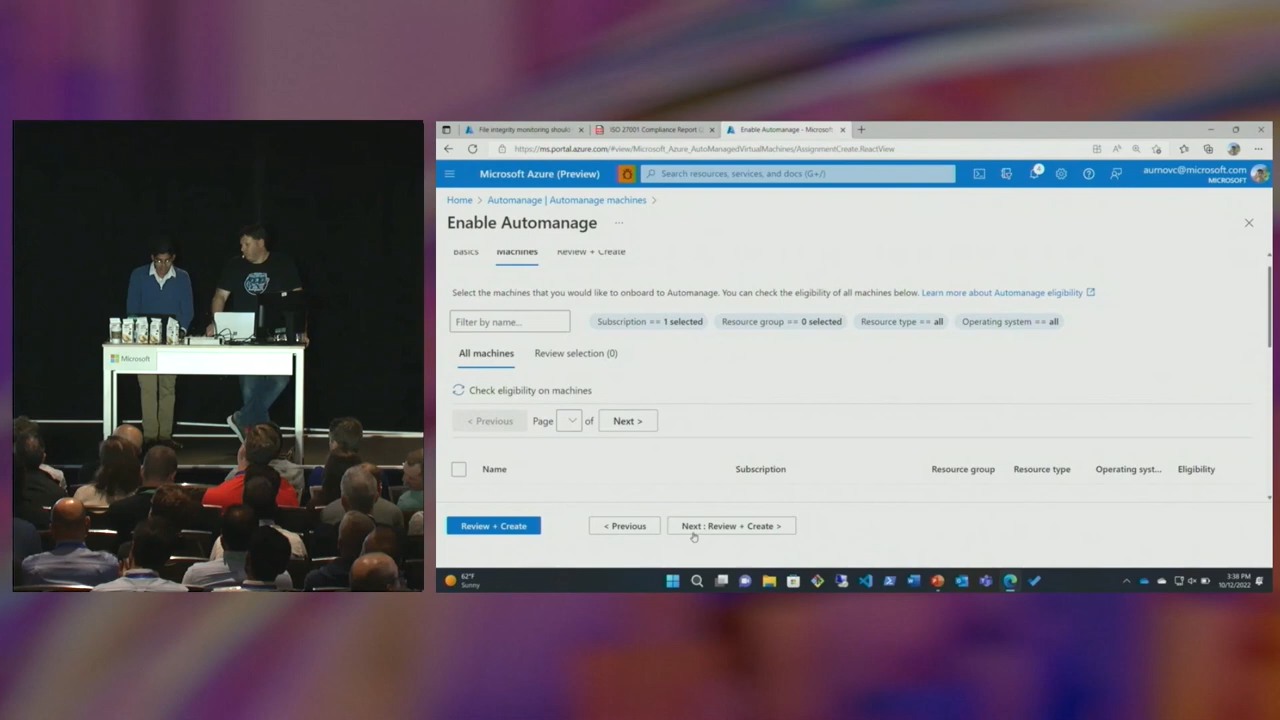 Microsoft
File integrity monitoring should
ISO 27001 Compliance Report
Enable Automanage - Microsoft
https://ms.portal.azure.com/#view/Microsoft_Azure_AutoManagedVirtualMachines/AssignmentCreate.ReactView
Microsoft Azure (Preview)
Search resources, services, and docs (G+/)
4
aurnovc@microsoft.com
MICROSOFT
Home > Automanage | Automanage machines >
Enable Automanage ...
Basics Machines Review + Create
Select the machines that you would like to onboard to Automanage. You can check the eligibility of all machines below. Learn more about Automanage eligibility
Filter by name...
Subscription == 1 selected
Resource group == 0 selected
Resource type == all
Operating system == all
All machines Review selection (0)
Check eligibility on machines
< Previous Page of Next >
Name Subscription Resource group Resource type Operating syst... Eligibility
Review + Create < Previous Next : Review + Create >
62°F
Sunny
3:38 PM
10/12/2022